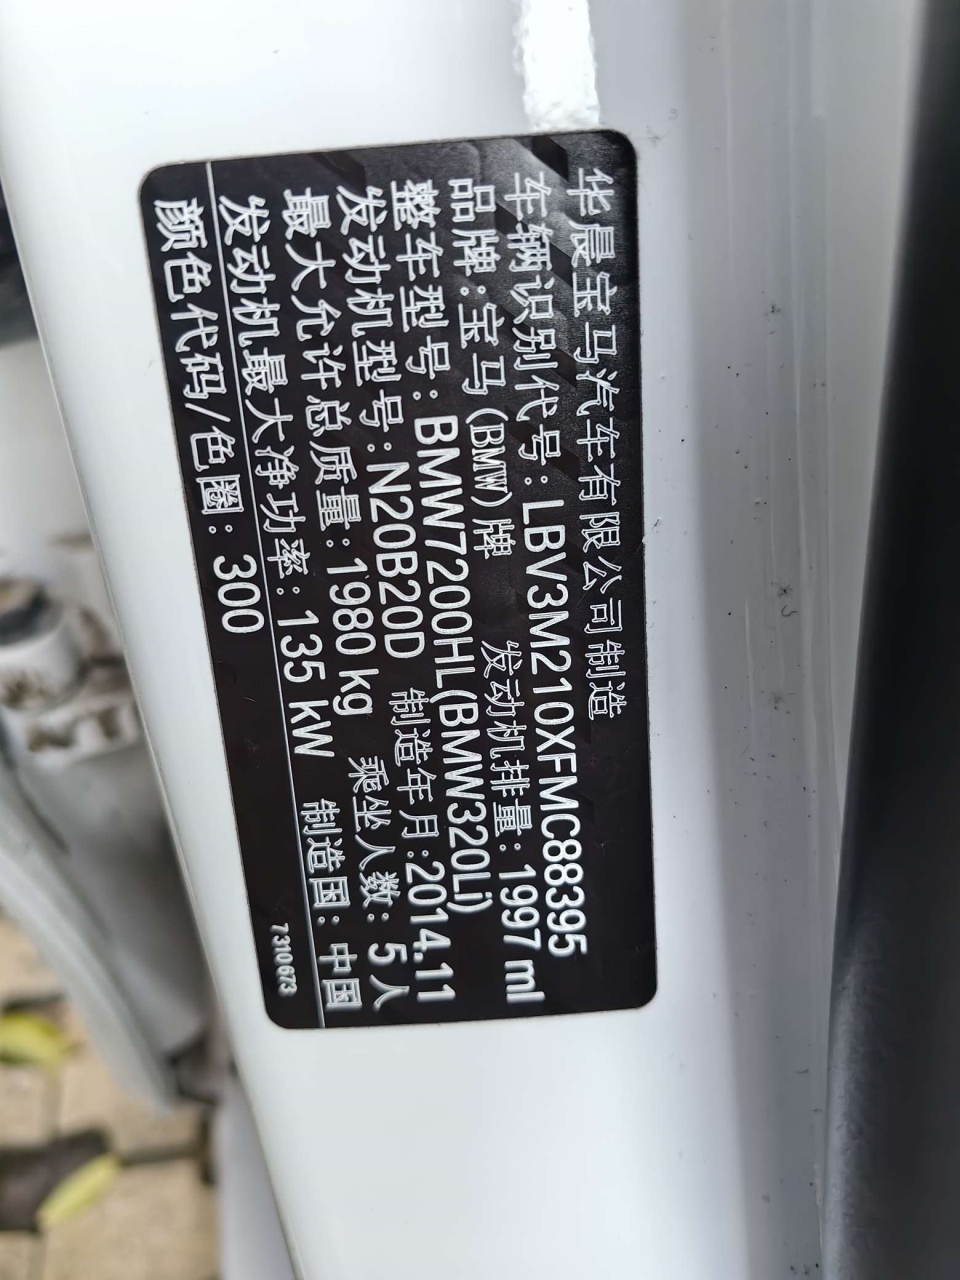 华晨宝马汽车有限公司制造
车辆识别代号:LBV3M210XFMC88395
品牌:宝马(BMW)牌 发动机排量:1997 ml
整车型号:BMW7200HL(BMW320Li)
发动机型号:N20B20D 制造年月:2014.11
最大允许总质量:1980 kg 乘坐人数:5人
发动机最大净功率:135 kW 制造国:中国
颜色代码/色圈:300
7310673